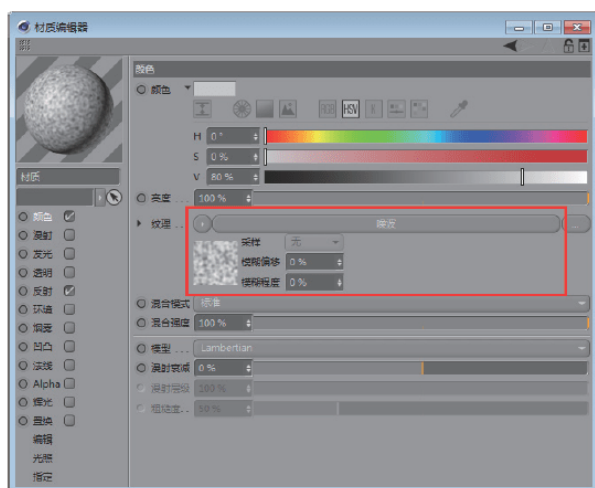 材质编辑器
颜色
颜色
RGB HSV K
H 0°
S 0%
V 80%
材质
亮度 ... 100%
纹理 .. 噪波 ...
采样 无
模糊偏移 0%
模糊程度 0%
混合模式 标准
混合强度 100%
模型 .... Lambertian
漫射衰减 0%
漫射层级 100%
粗糙度.. 50%
颜色
漫射
发光
透明
反射
环境
烟雾
凹凸
法线
Alpha
辉光
置换
编辑
光照
指定